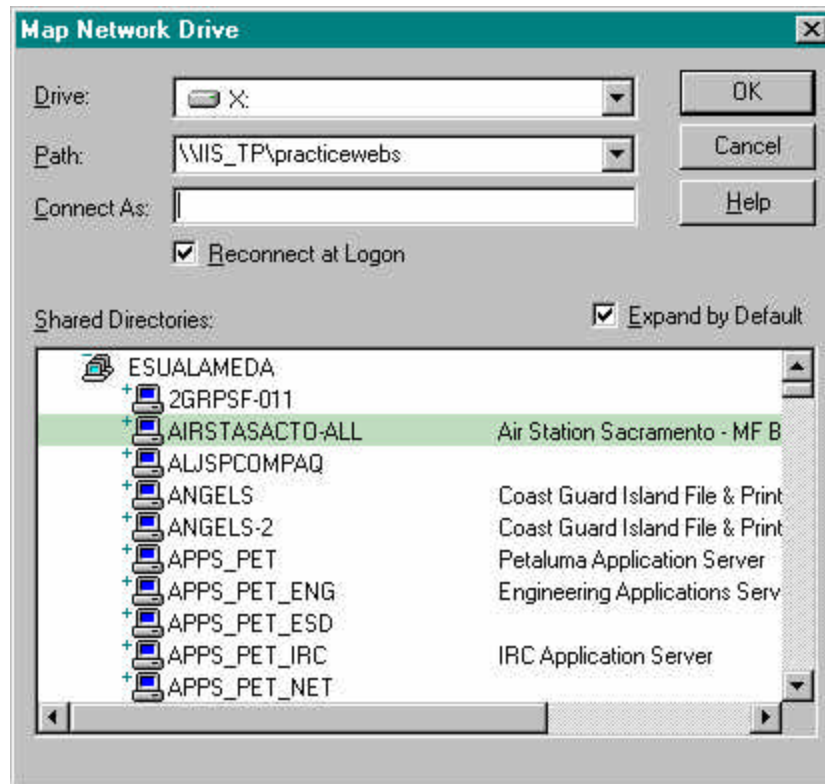 Map Network Drive
Drive: X: OK
Path: \\IIS_TP\practicewebs Cancel
Connect As: Help
Reconnect at Logon
Shared Directories: Expand by Default
ESUALAMEDA
2GRPSF-011
AIRSTASACTO-ALL Air Station Sacramento - MF B
ALJSPCOMPAQ
ANGELS Coast Guard Island File & Print
ANGELS-2 Coast Guard Island File & Print
APPS_PET Petaluma Application Server
APPS_PET_ENG Engineering Applications Serv
APPS_PET_ESD
APPS_PET_IRC IRC Application Server
APPS_PET_NET